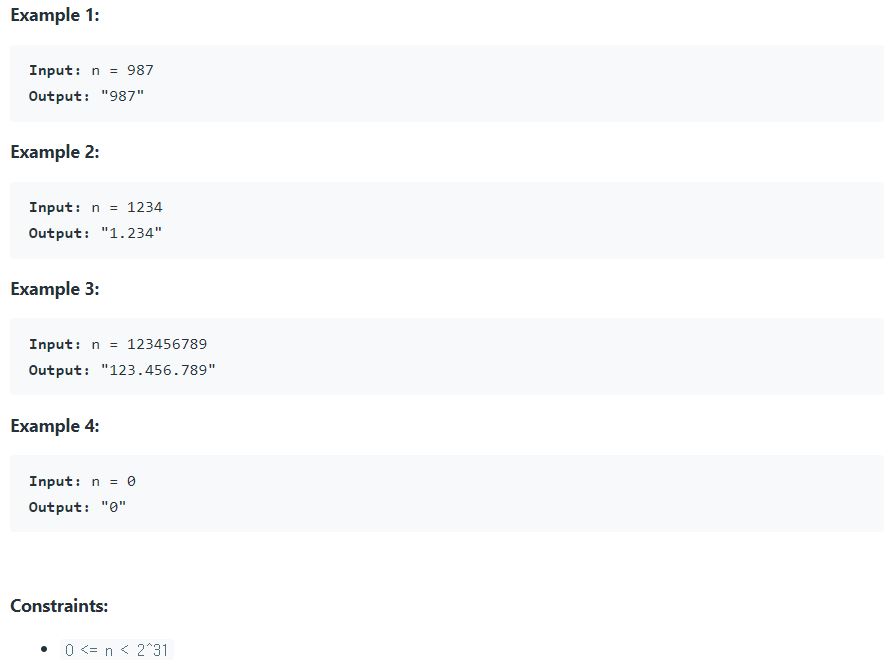 Example 1:
Input: n = 987
Output: "987"
Example 2:
Input: n = 1234
Output: "1.234"
Example 3:
Input: n = 123456789
Output: "123.456.789"
Example 4:
Input: n = 0
Output: "0"
Constraints:
• 0 <= n < 2^31